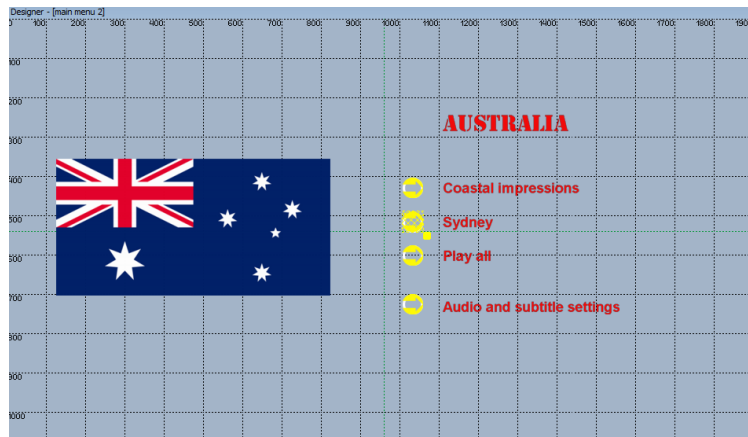 Designer - [main menu 2]
0 100 200 300 400 500 600 700 800 900 1000 1100 1200 1300 1400 1500 1600 1700 1800 1900
100
200
300
AUSTRALIA
400
Coastal impressions
500
Sydney
600
Play all
700
Audio and subtitle settings
800
900
1000